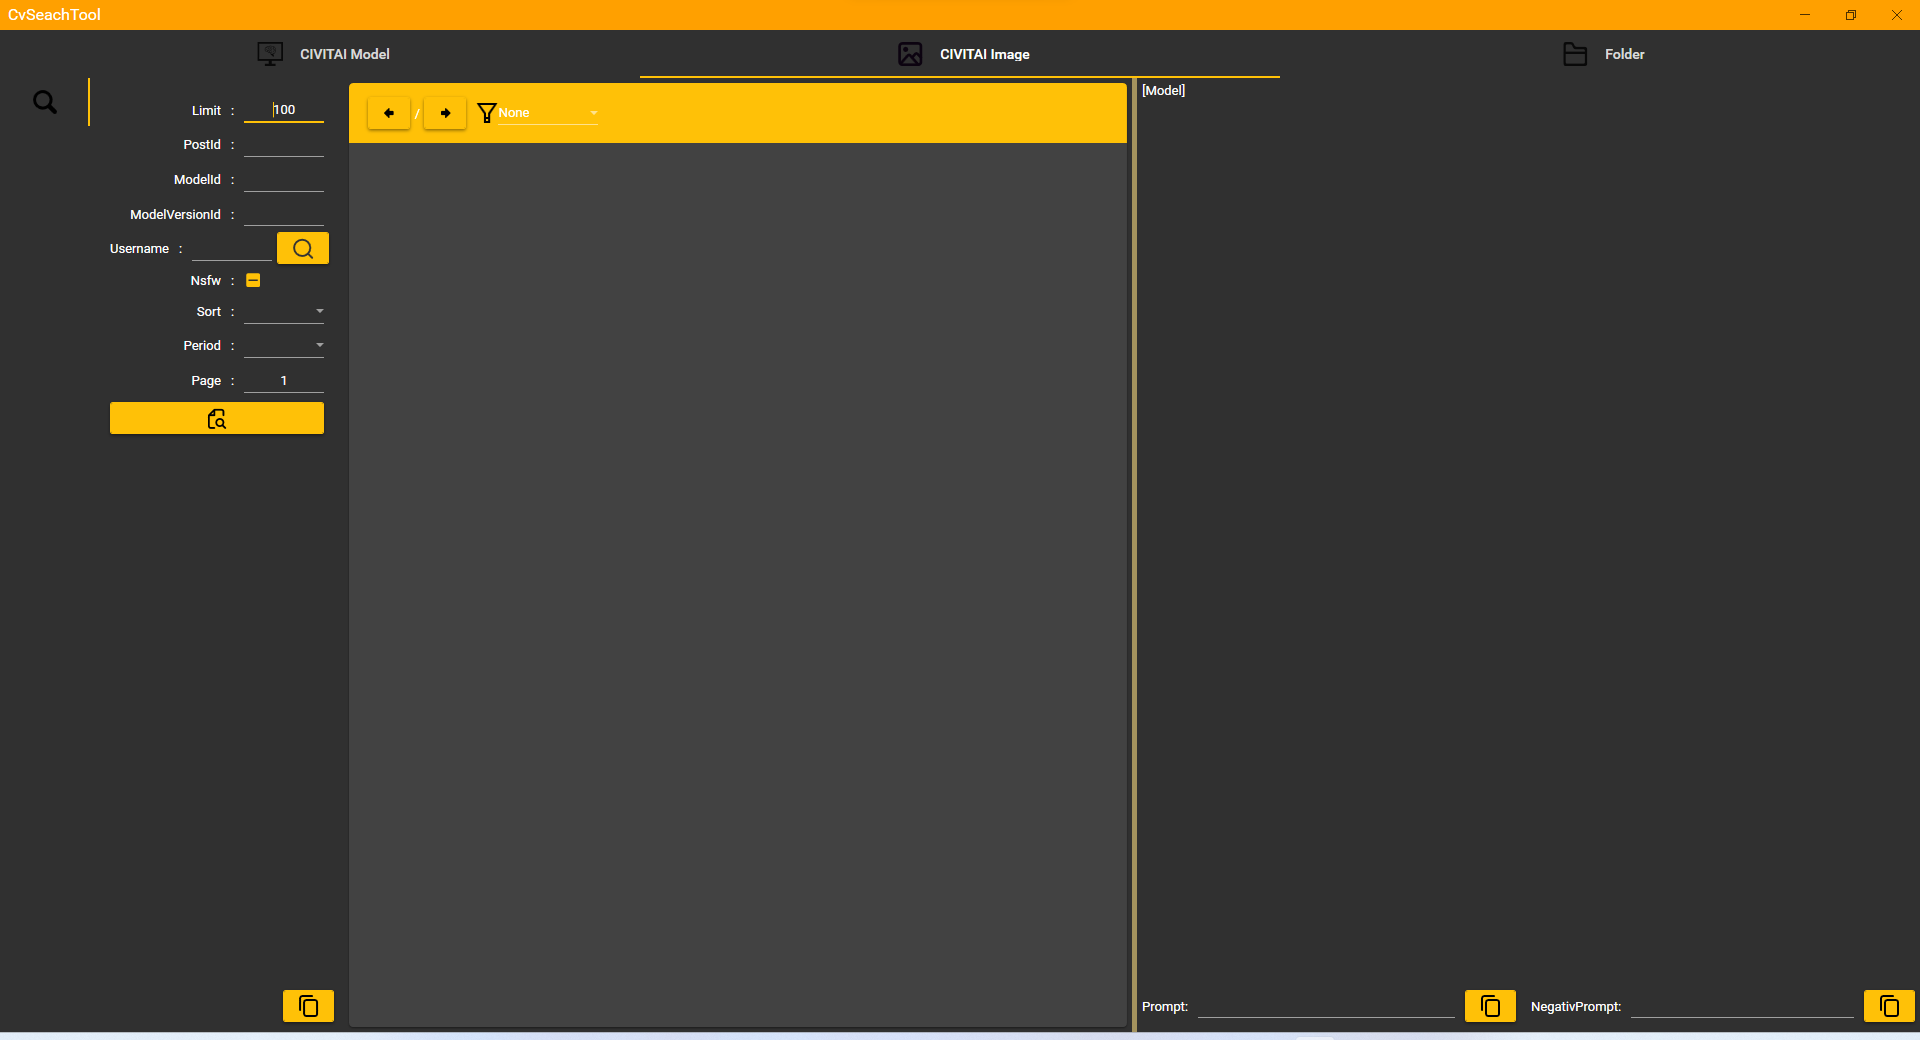 CvSeachTool
CIVITAI Model
CIVITAI Image
Folder
Limit : 100
PostId :
ModelId :
ModelVersionId :
Username :
Nsfw :
Sort :
Period :
Page : 1
/
None
[Model]
Prompt:
NegativPrompt: